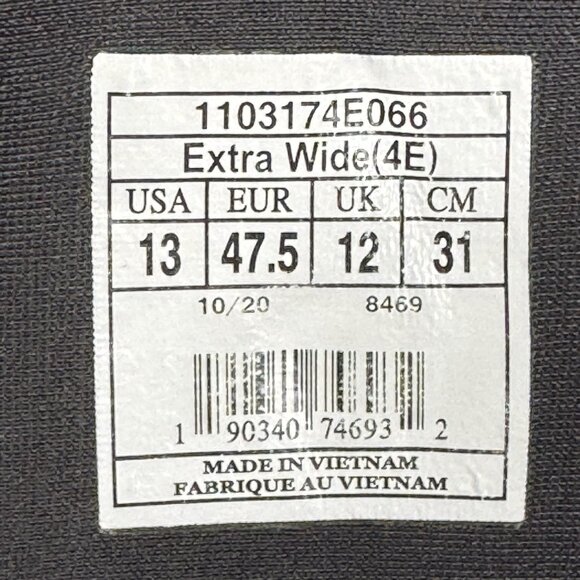 1103174E066
Extra Wide(4E)
USA EUR UK CM
13 47.5 12 31
10/20 8469
1 90340 74693 2
MADE IN VIETNAM
FABRIQUE AU VIETNAM